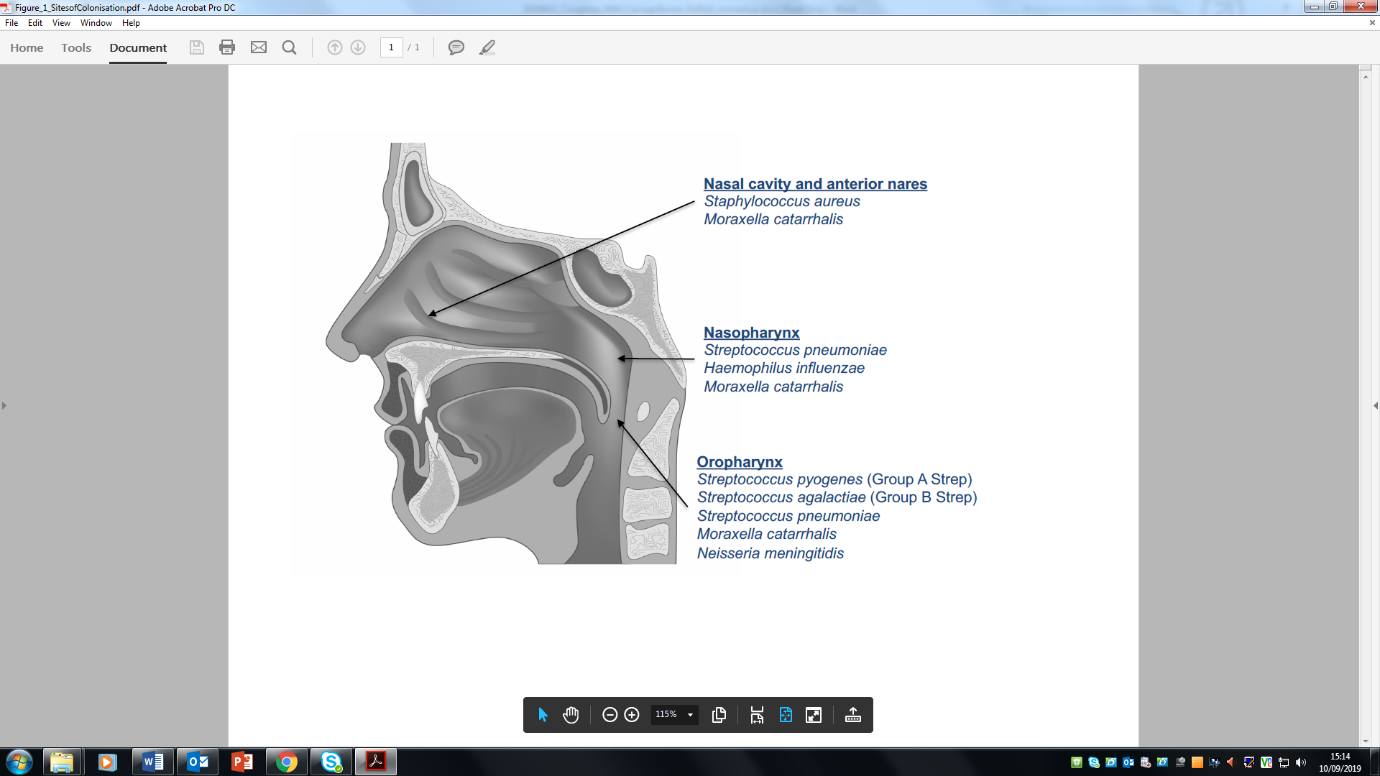 Figure_1_SitesofColonisation.pdf - Adobe Acrobat Pro DC
File Edit View Window Help
Home Tools Document 1 / 1
Nasal cavity and anterior nares
Staphylococcus aureus
Moraxella catarrhalis
Nasopharynx
Streptococcus pneumoniae
Haemophilus influenzae
Moraxella catarrhalis
Oropharynx
Streptococcus pyogenes (Group A Strep)
Streptococcus agalactiae (Group B Strep)
Streptococcus pneumoniae
Moraxella catarrhalis
Neisseria meningitidis
115%
15:14
10/09/2019